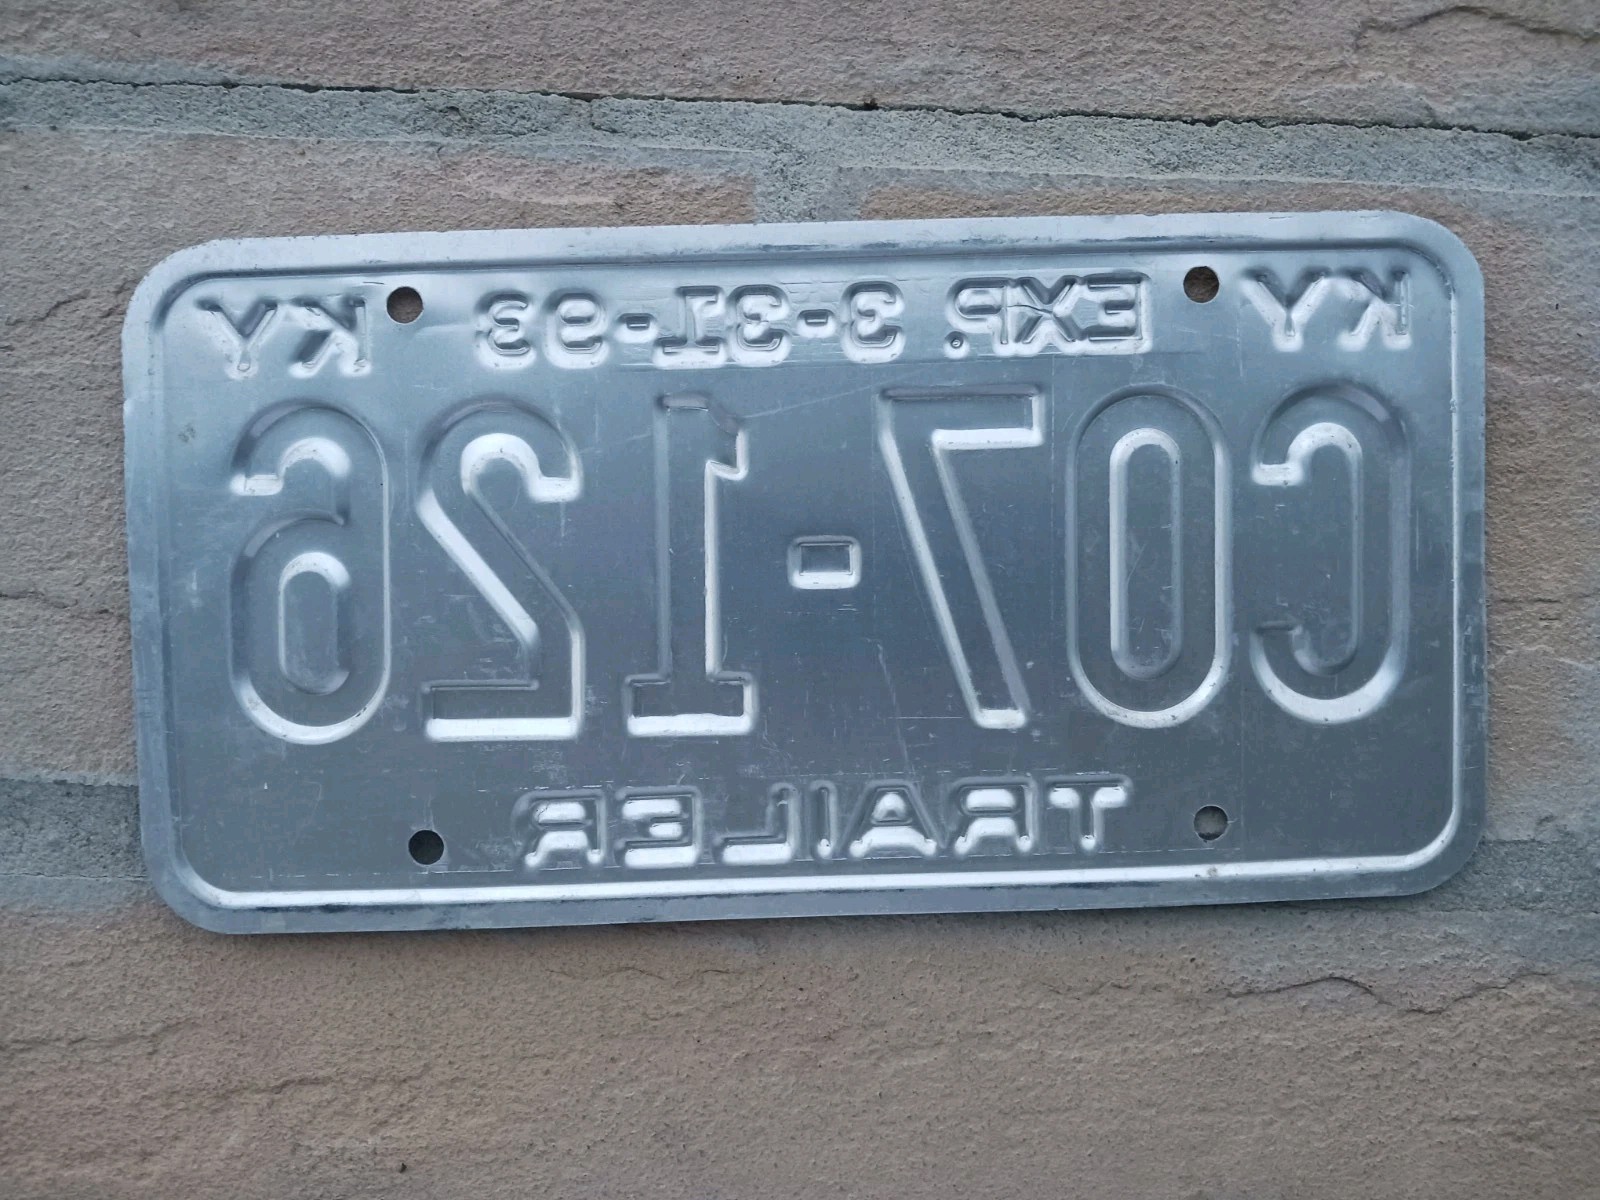 KY EXP. 3-31-93 KY
C07-126
TRAILER